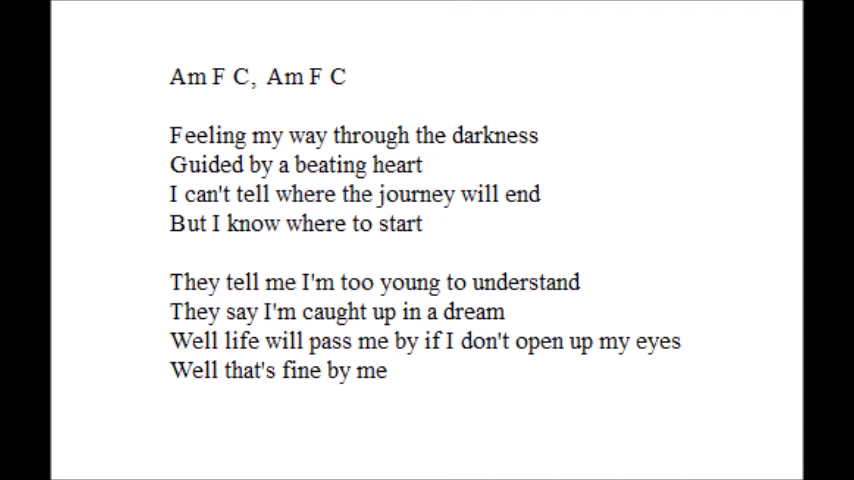 Am F C, Am F C
Feeling my way through the darkness
Guided by a beating heart
I can't tell where the journey will end
But I know where to start
They tell me I'm too young to understand
They say I'm caught up in a dream
Well life will pass me by if I don't open up my eyes
Well that's fine by me